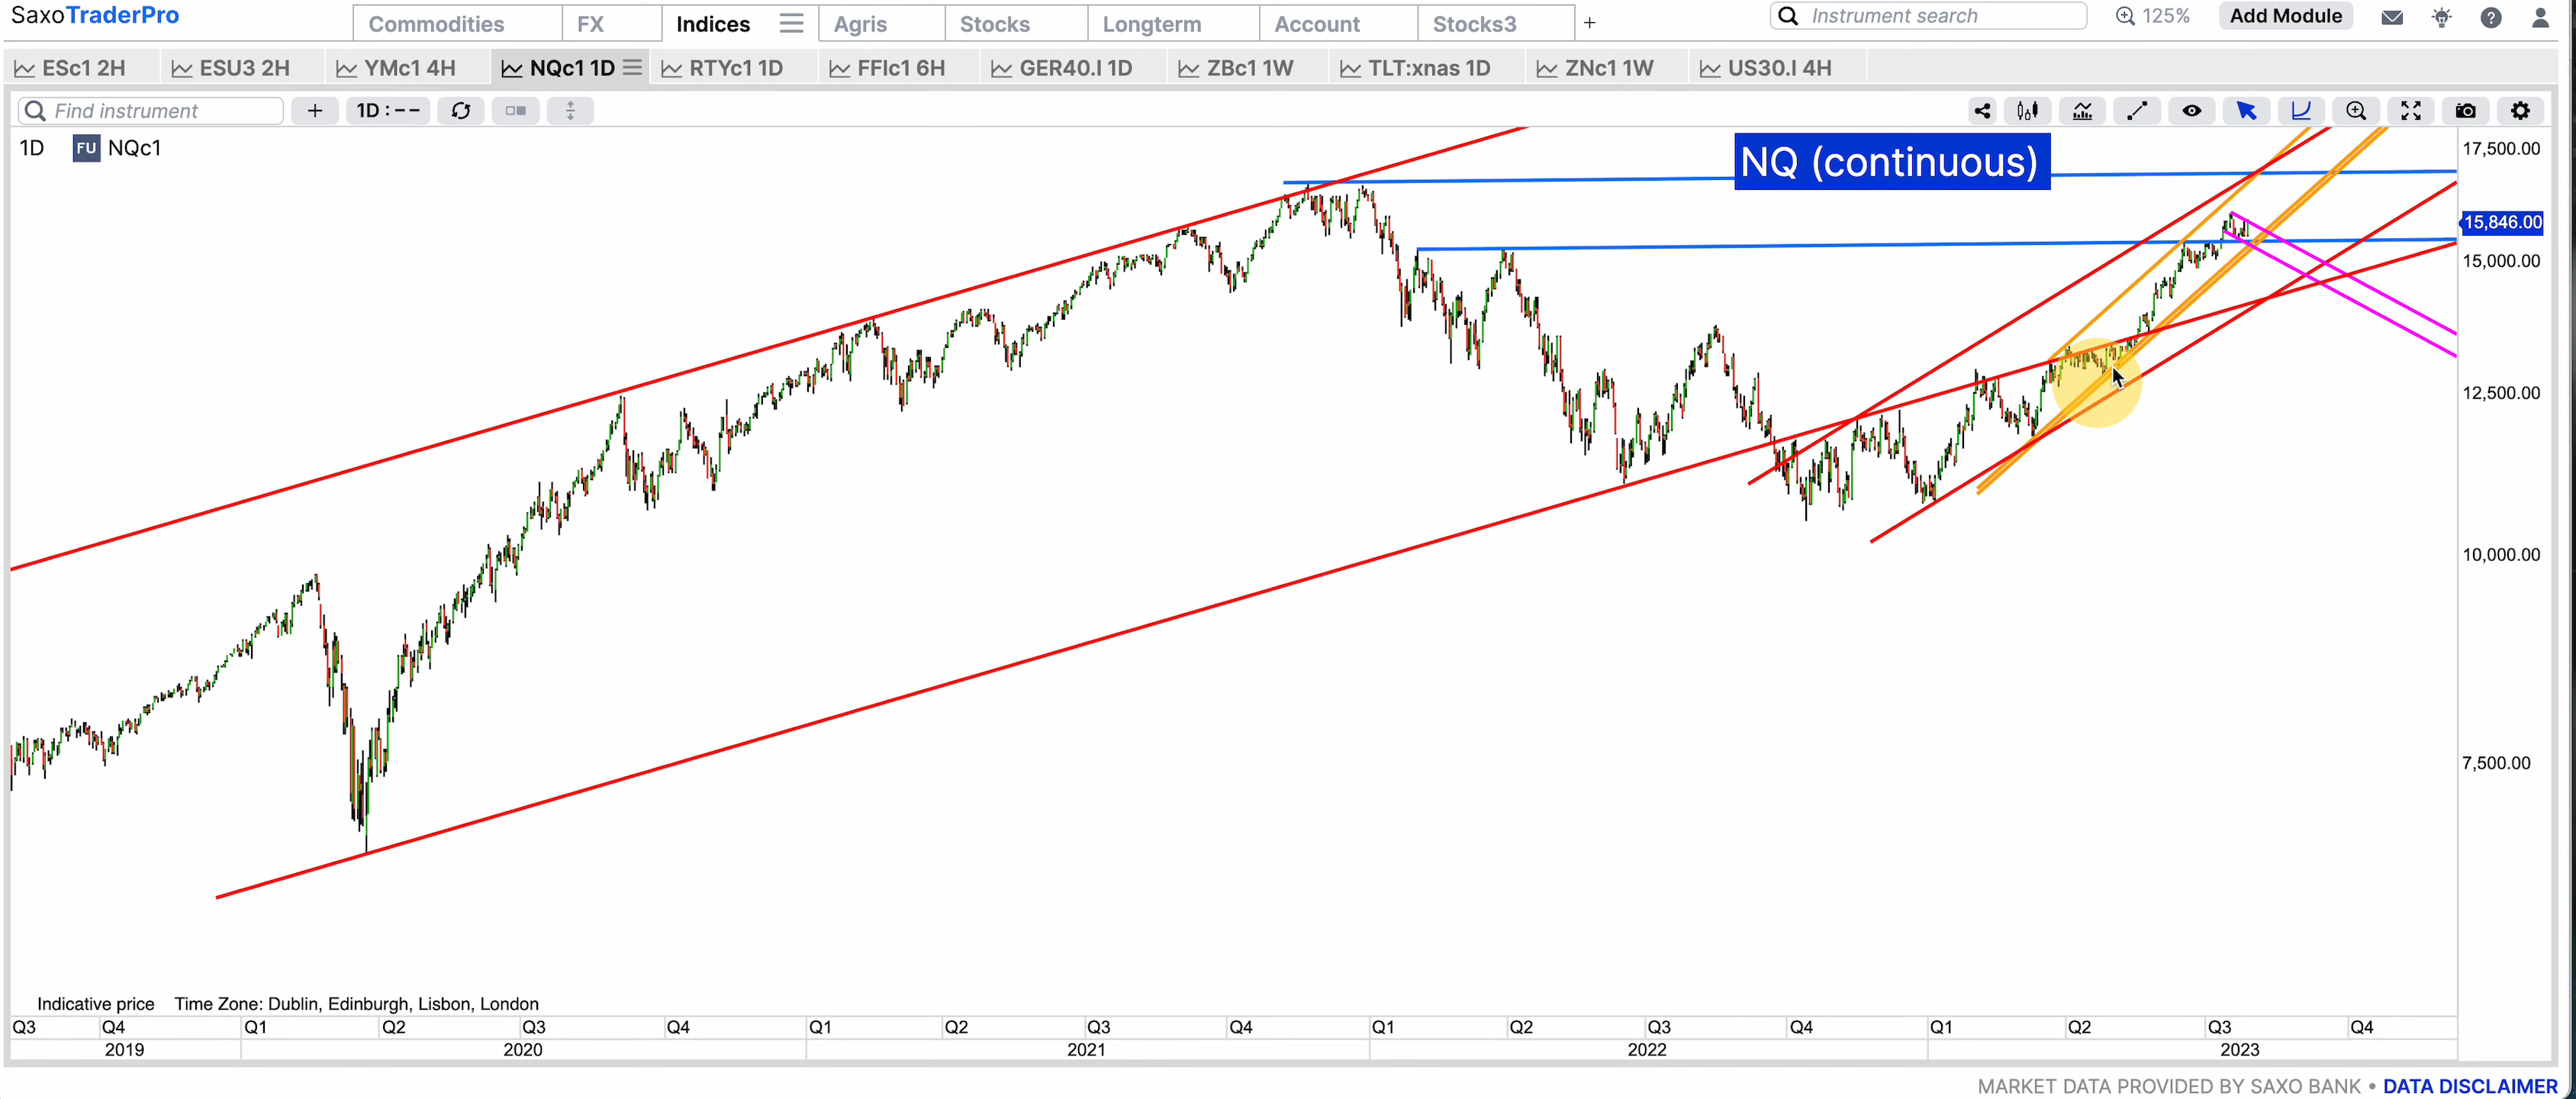 SaxoTraderPro
Commodities FX Indices Agris Stocks Longterm Account Stocks3 +
Instrument search 125% Add Module
ESc1 2H ESU3 2H YMc1 4H NQc1 1D RTYc1 1D FFIc1 6H GER40.I 1D ZBc1 1W TLT:xnas 1D ZNc1 1W US30.I 4H
Find instrument + 1D : --
1D FU NQc1
NQ (continuous)
17,500.00
15,846.00
15,000.00
12,500.00
10,000.00
7,500.00
Indicative price Time Zone: Dublin, Edinburgh, Lisbon, London
Q3 Q4 Q1 Q2 Q3 Q4 Q1 Q2 Q3 Q4 Q1 Q2 Q3 Q4 Q1 Q2 Q3 Q4
2019 2020 2021 2022 2023
MARKET DATA PROVIDED BY SAXO BANK • DATA DISCLAIMER